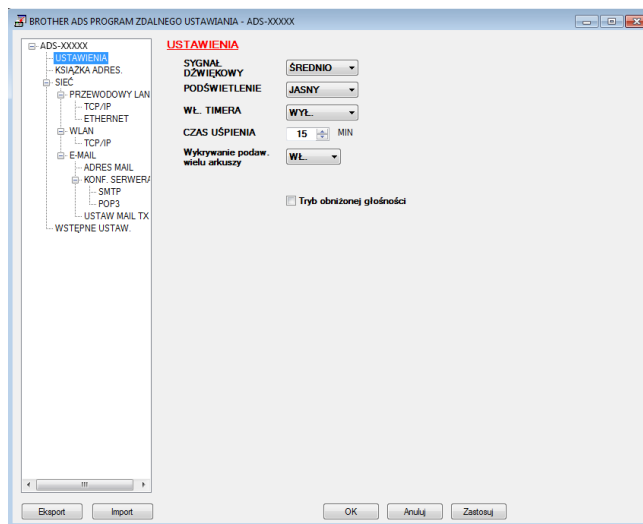 BROTHER ADS PROGRAM ZDALNEGO USTAWIANIA - ADS-XXXXX
ADS-XXXXX
USTAWIENIA
KSIĄŻKA ADRES.
SIEĆ
PRZEWODOWY LAN
TCP/IP
ETHERNET
WLAN
TCP/IP
E-MAIL
ADRES MAIL
KONF. SERWERA
SMTP
POP3
USTAW MAIL TX
WSTĘPNE USTAW.
USTAWIENIA
SYGNAŁ
DŹWIĘKOWY ŚREDNIO
PODŚWIETLENIE JASNY
WŁ. TIMERA WYŁ.
CZAS UŚPIENIA 15 MIN
Wykrywanie podaw.
wielu arkuszy WŁ.
Tryb obniżonej głośności
Eksport Import OK Anuluj Zastosuj